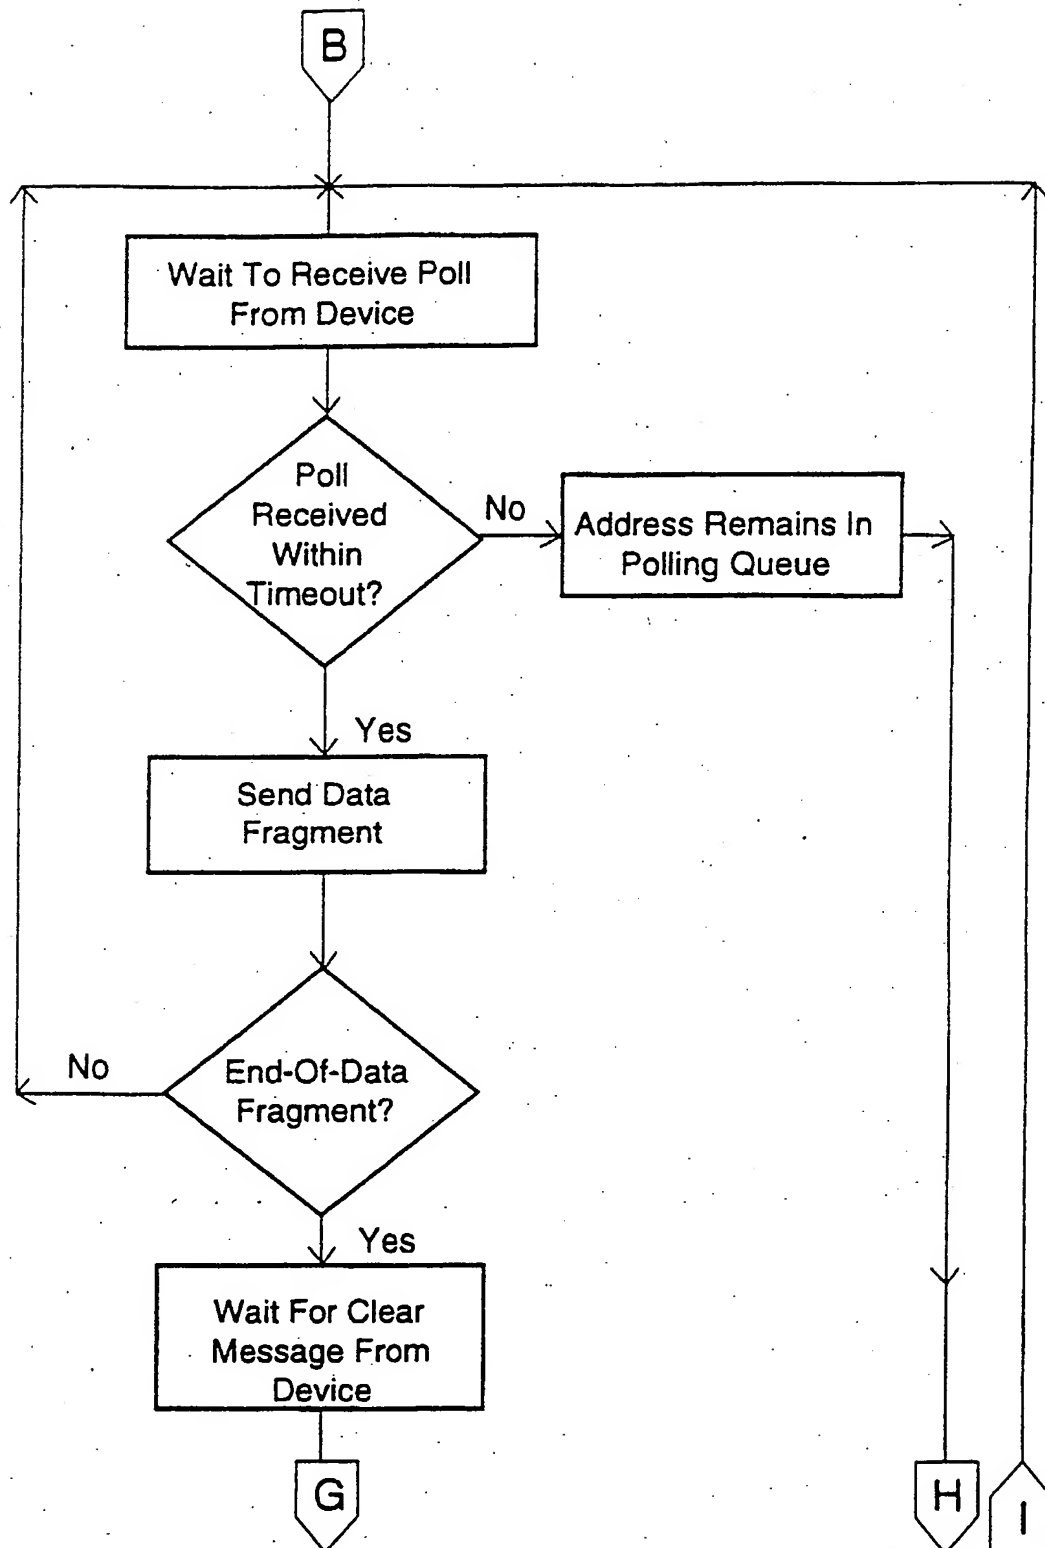 B
Wait To Receive Poll
From Device
Poll
Received
Within
Timeout?
No
Address Remains In
Polling Queue
Yes
Send Data
Fragment
No
End-Of-Data
Fragment?
Yes
Wait For Clear
Message From
Device
G
H
I